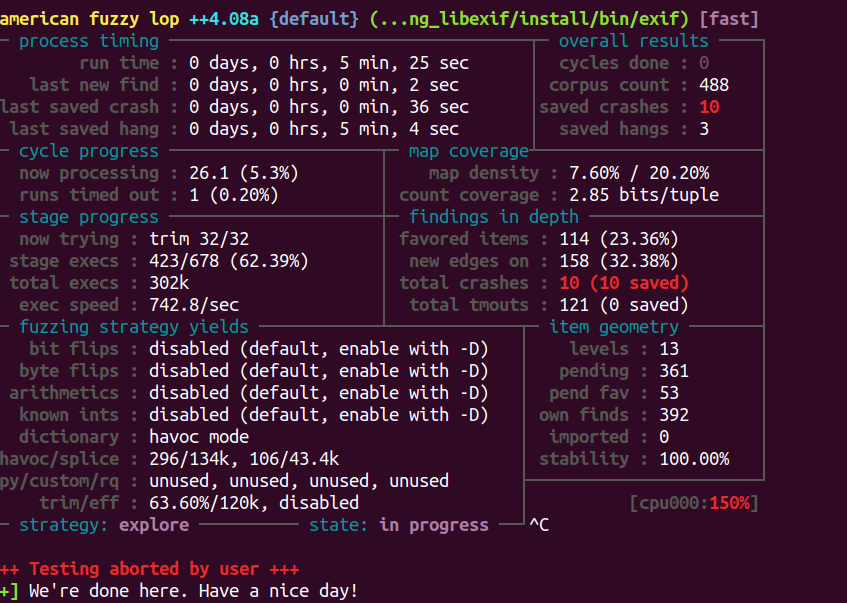 american fuzzy lop ++4.08a {default} (...ng_libexif/install/bin/exif) [fast]
process timing overall results
run time : 0 days, 0 hrs, 5 min, 25 sec cycles done : 0
last new find : 0 days, 0 hrs, 0 min, 2 sec corpus count : 488
last saved crash : 0 days, 0 hrs, 0 min, 36 sec saved crashes : 10
last saved hang : 0 days, 0 hrs, 5 min, 4 sec saved hangs : 3
cycle progress map coverage
now processing : 26.1 (5.3%) map density : 7.60% / 20.20%
runs timed out : 1 (0.20%) count coverage : 2.85 bits/tuple
stage progress findings in depth
now trying : trim 32/32 favored items : 114 (23.36%)
stage execs : 423/678 (62.39%) new edges on : 158 (32.38%)
total execs : 302k total crashes : 10 (10 saved)
exec speed : 742.8/sec total tmouts : 121 (0 saved)
fuzzing strategy yields item geometry
bit flips : disabled (default, enable with -D) levels : 13
byte flips : disabled (default, enable with -D) pending : 361
arithmetics : disabled (default, enable with -D) pend fav : 53
known ints : disabled (default, enable with -D) own finds : 392
dictionary : havoc mode imported : 0
havoc/splice : 296/134k, 106/43.4k stability : 100.00%
py/custom/rq : unused, unused, unused, unused
trim/eff : 63.60%/120k, disabled [cpu000:150%]
strategy: explore state: in progress ^C
++ Testing aborted by user +++
+] We're done here. Have a nice day!